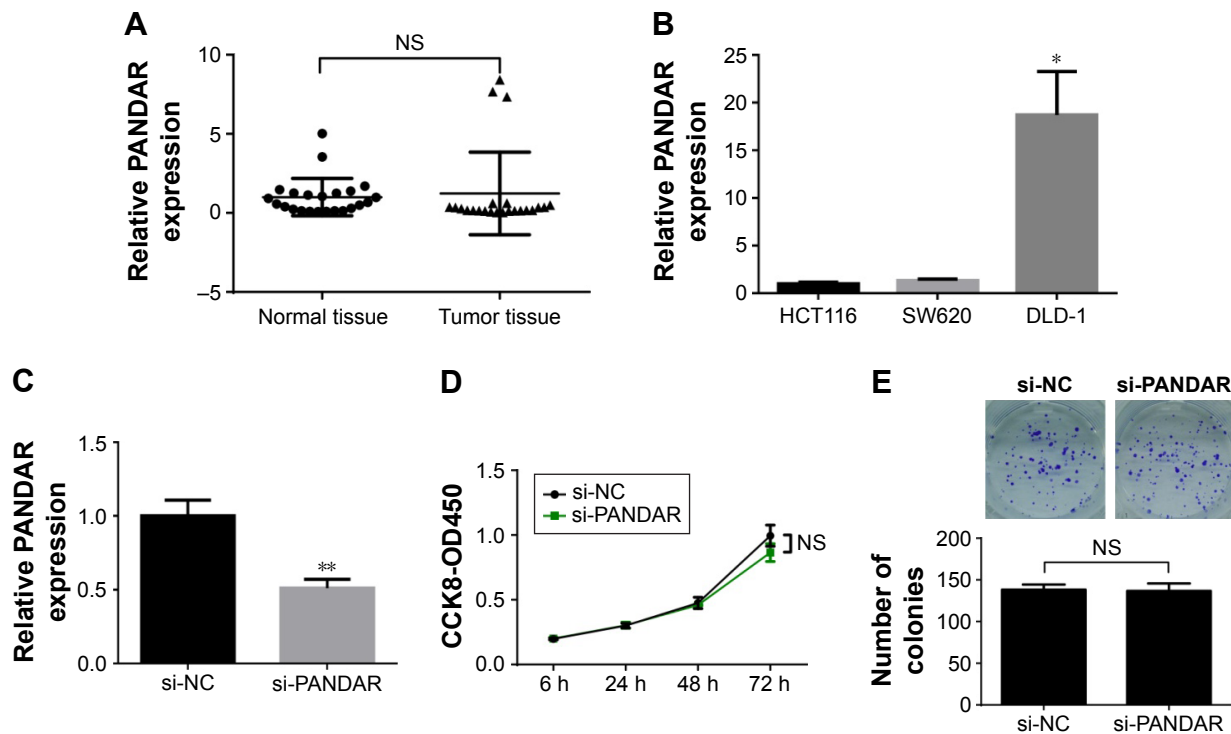 A
Relative PANDAR
expression
10
5
0
–5
NS
Normal tissue
Tumor tissue
B
Relative PANDAR
expression
25
20
15
10
5
0
*
HCT116
SW620
DLD-1
C
Relative PANDAR
expression
1.5
1.0
0.5
0.0
**
si-NC
si-PANDAR
D
CCK8-OD450
1.5
1.0
0.5
0.0
si-NC
si-PANDAR
NS
6 h
24 h
48 h
72 h
E
si-NC
si-PANDAR
Number of
colonies
200
150
100
50
0
NS
si-NC
si-PANDAR